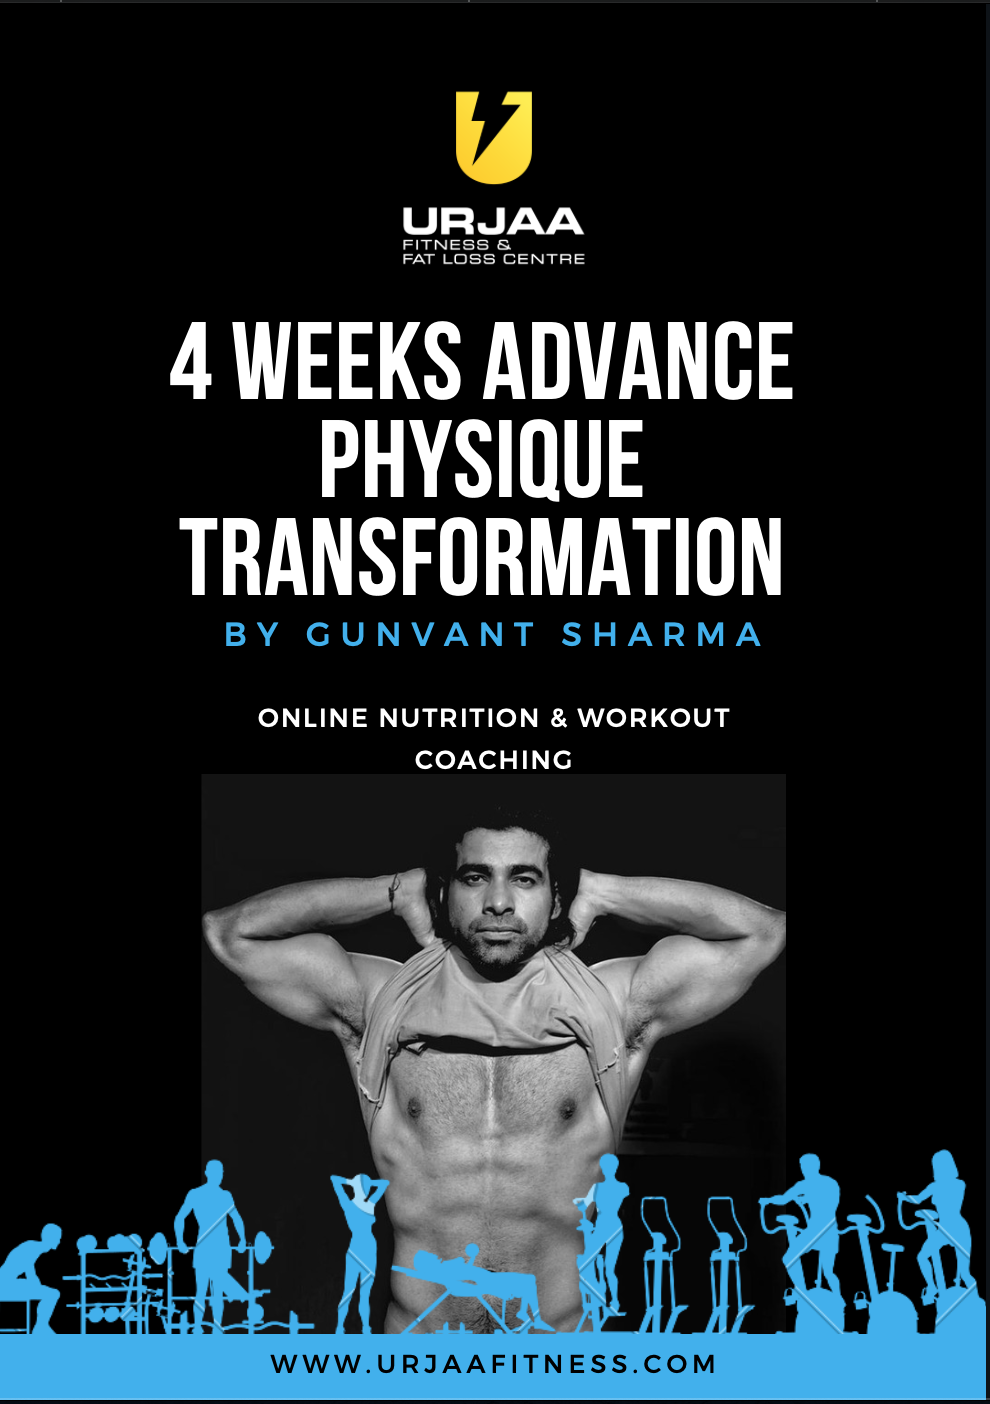 URJAA
FITNESS &
FAT LOSS CENTRE
4 WEEKS ADVANCE
PHYSIQUE
TRANSFORMATION
BY GUNVANT SHARMA
ONLINE NUTRITION & WORKOUT
COACHING
WWW.URJAAFITNESS.COM